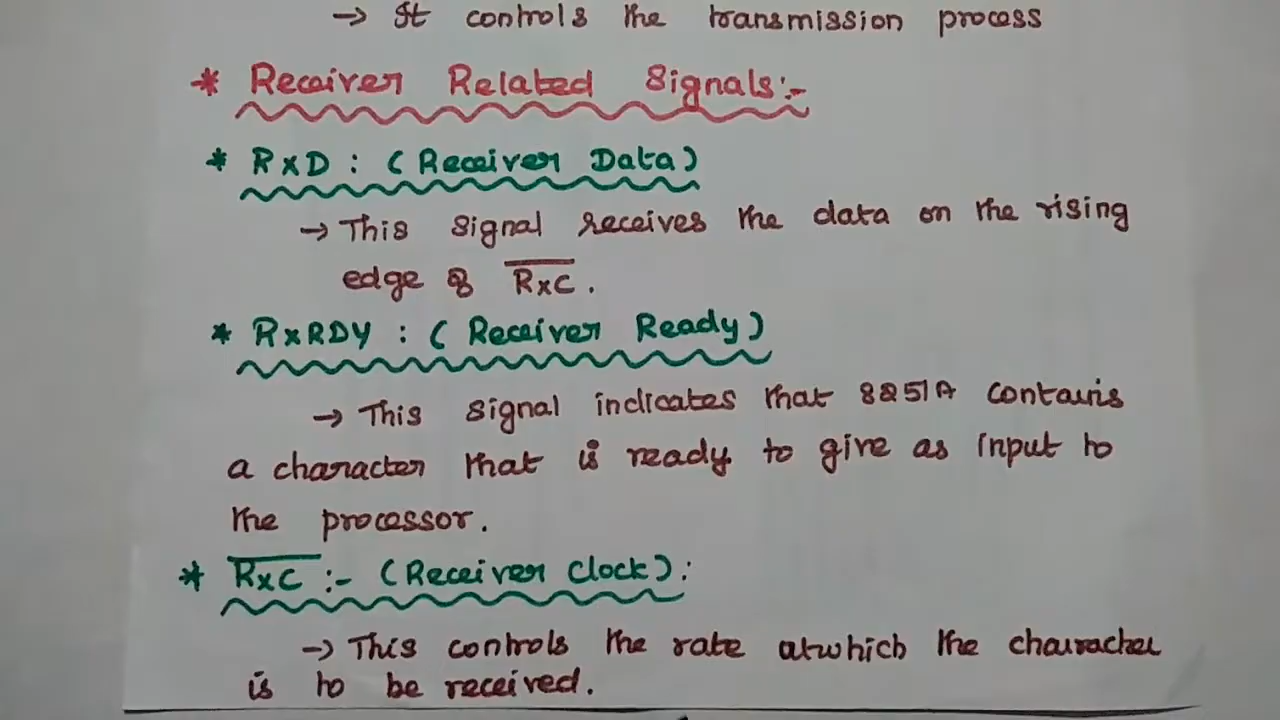 → It controls the transmission process
* Receiver Related Signals:-
* RxD : (Receiver Data)
→ This signal receives the data on the rising
edge of R̅x̅C̅.
* RxRDY : (Receiver Ready)
→ This signal indicates that 8251A contains
a character that is ready to give as input to
the processor.
* R̅x̅C̅ :- (Receiver Clock):
→ This controls the rate atwhich the character
is to be received.